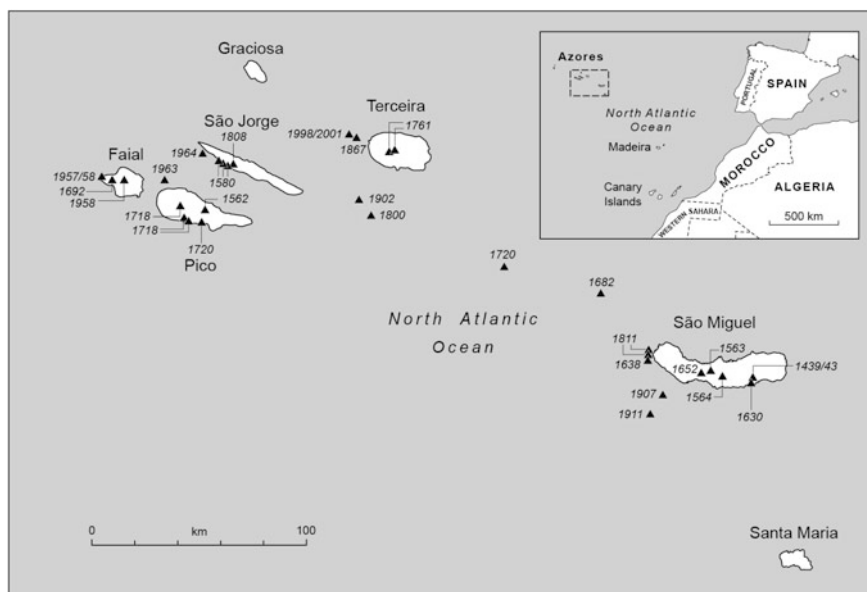 Graciosa
São Jorge
1808
1964
1580
Terceira
1761
1998/2001
1867
Faial
1957/58
1692
1958
1963
1562
1718
1718
1720
Pico
1902
1800
1720
1682
North Atlantic
Ocean
São Miguel
1811
1638
1563
1652
1564
1439/43
1630
1907
1911
Santa Maria
0
km
100
Azores
North Atlantic
Ocean
Madeira
Canary
Islands
PORTUGAL
SPAIN
MOROCCO
ALGERIA
WESTERN SAHARA
500 km